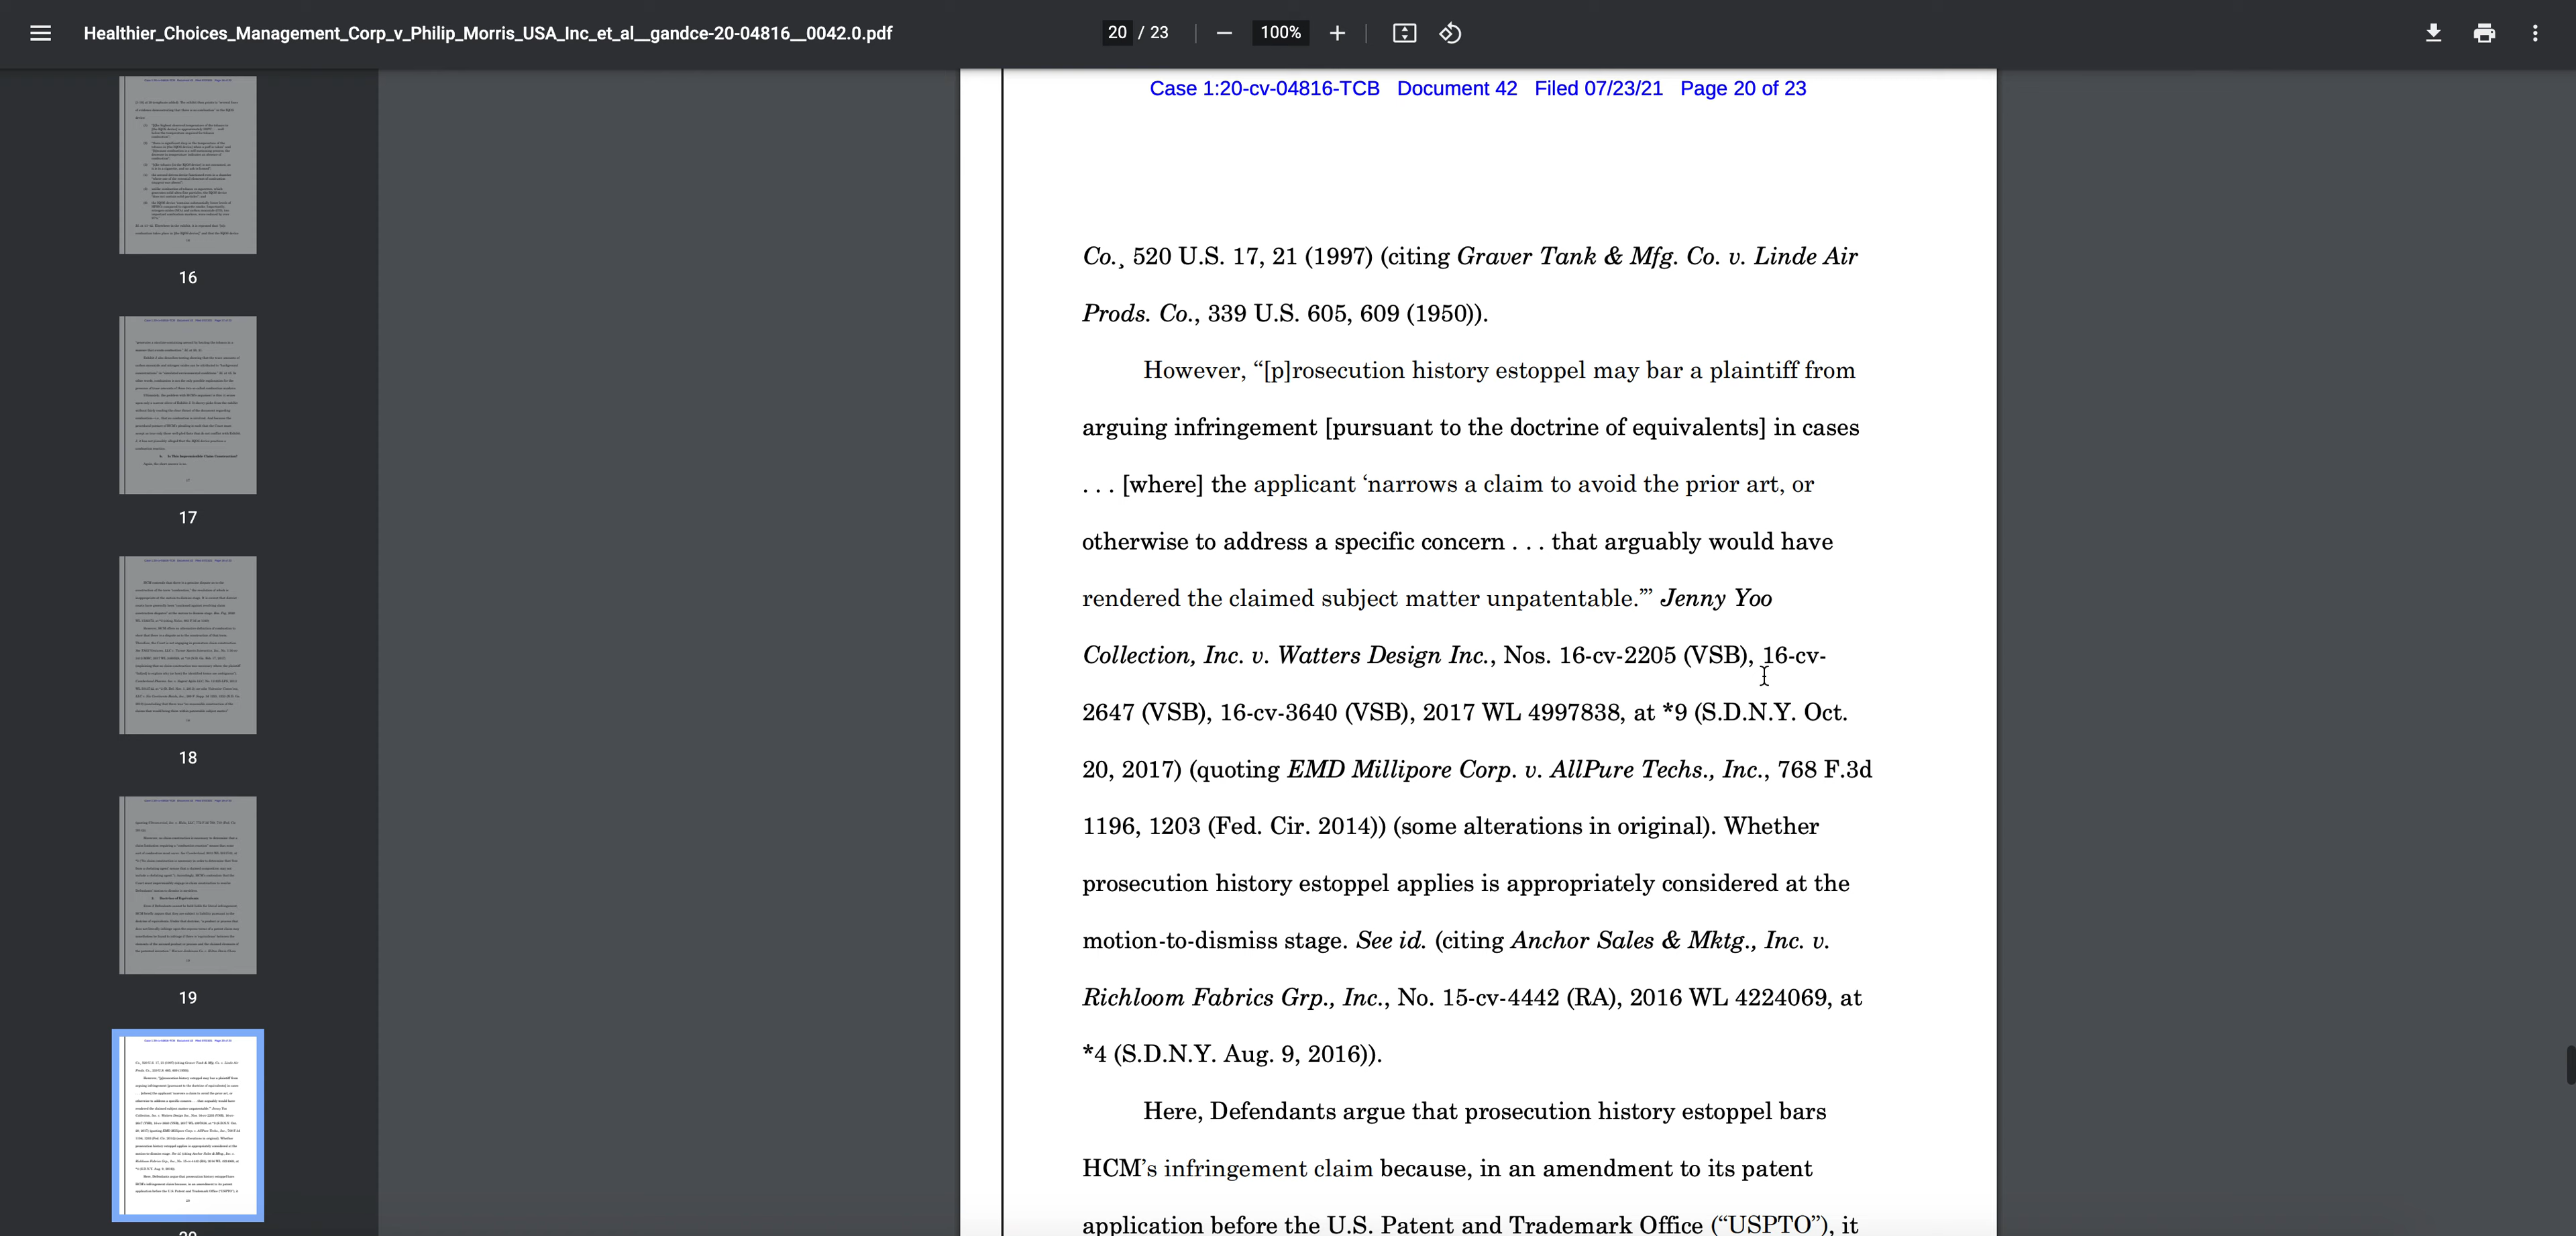 Healthier_Choices_Management_Corp_v_Philip_Morris_USA_Inc_et_al__gandce-20-04816__0042.0.pdf
20 / 23
100%
16
17
18
19
Case 1:20-cv-04816-TCB Document 42 Filed 07/23/21 Page 20 of 23
Co., 520 U.S. 17, 21 (1997) (citing Graver Tank & Mfg. Co. v. Linde Air
Prods. Co., 339 U.S. 605, 609 (1950)).
However, “[p]rosecution history estoppel may bar a plaintiff from
arguing infringement [pursuant to the doctrine of equivalents] in cases
. . . [where] the applicant ‘narrows a claim to avoid the prior art, or
otherwise to address a specific concern . . . that arguably would have
rendered the claimed subject matter unpatentable.’” Jenny Yoo
Collection, Inc. v. Watters Design Inc., Nos. 16-cv-2205 (VSB), 16-cv-
2647 (VSB), 16-cv-3640 (VSB), 2017 WL 4997838, at *9 (S.D.N.Y. Oct.
20, 2017) (quoting EMD Millipore Corp. v. AllPure Techs., Inc., 768 F.3d
1196, 1203 (Fed. Cir. 2014)) (some alterations in original). Whether
prosecution history estoppel applies is appropriately considered at the
motion-to-dismiss stage. See id. (citing Anchor Sales & Mktg., Inc. v.
Richloom Fabrics Grp., Inc., No. 15-cv-4442 (RA), 2016 WL 4224069, at
*4 (S.D.N.Y. Aug. 9, 2016)).
Here, Defendants argue that prosecution history estoppel bars
HCM’s infringement claim because, in an amendment to its patent
application before the U.S. Patent and Trademark Office (“USPTO”), it